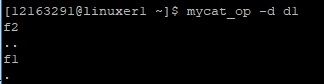 [12163291@linuxer1 ~]$ mycat_op -d d1
f2
..
f1
.